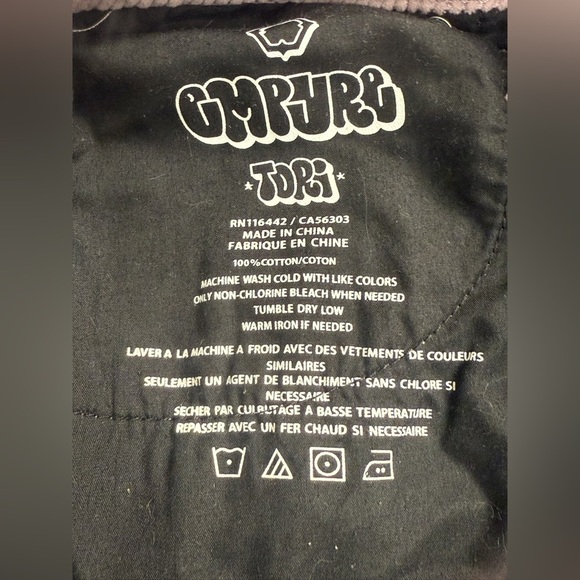 EMPYRE
*TORi*
RN116442 / CA56303
MADE IN CHINA
FABRIQUE EN CHINE
100%COTTON/COTON
MACHINE WASH COLD WITH LIKE COLORS
ONLY NON-CHLORINE BLEACH WHEN NEEDED
TUMBLE DRY LOW
WARM IRON IF NEEDED
LAVER A LA MACHINE A FROID AVEC DES VETEMENTS DE COULEURS
SIMILAIRES
SEULEMENT UN AGENT DE BLANCHIMENT SANS CHLORE SI
NECESSAIRE
SECHER PAR CULBUTAGE A BASSE TEMPERATURE
REPASSER AVEC UN FER CHAUD SI NECESSAIRE